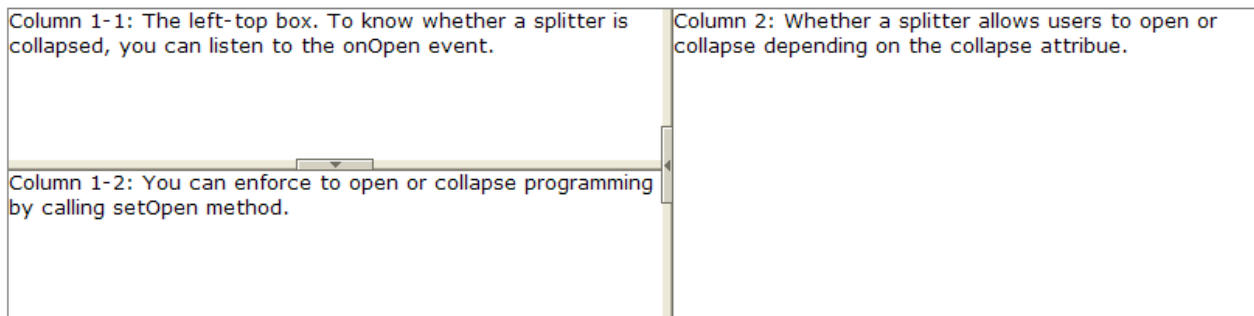 Column 1-1: The left-top box. To know whether a splitter is
collapsed, you can listen to the onOpen event.
Column 1-2: You can enforce to open or collapse programming
by calling setOpen method.
Column 2: Whether a splitter allows users to open or
collapse depending on the collapse attribue.